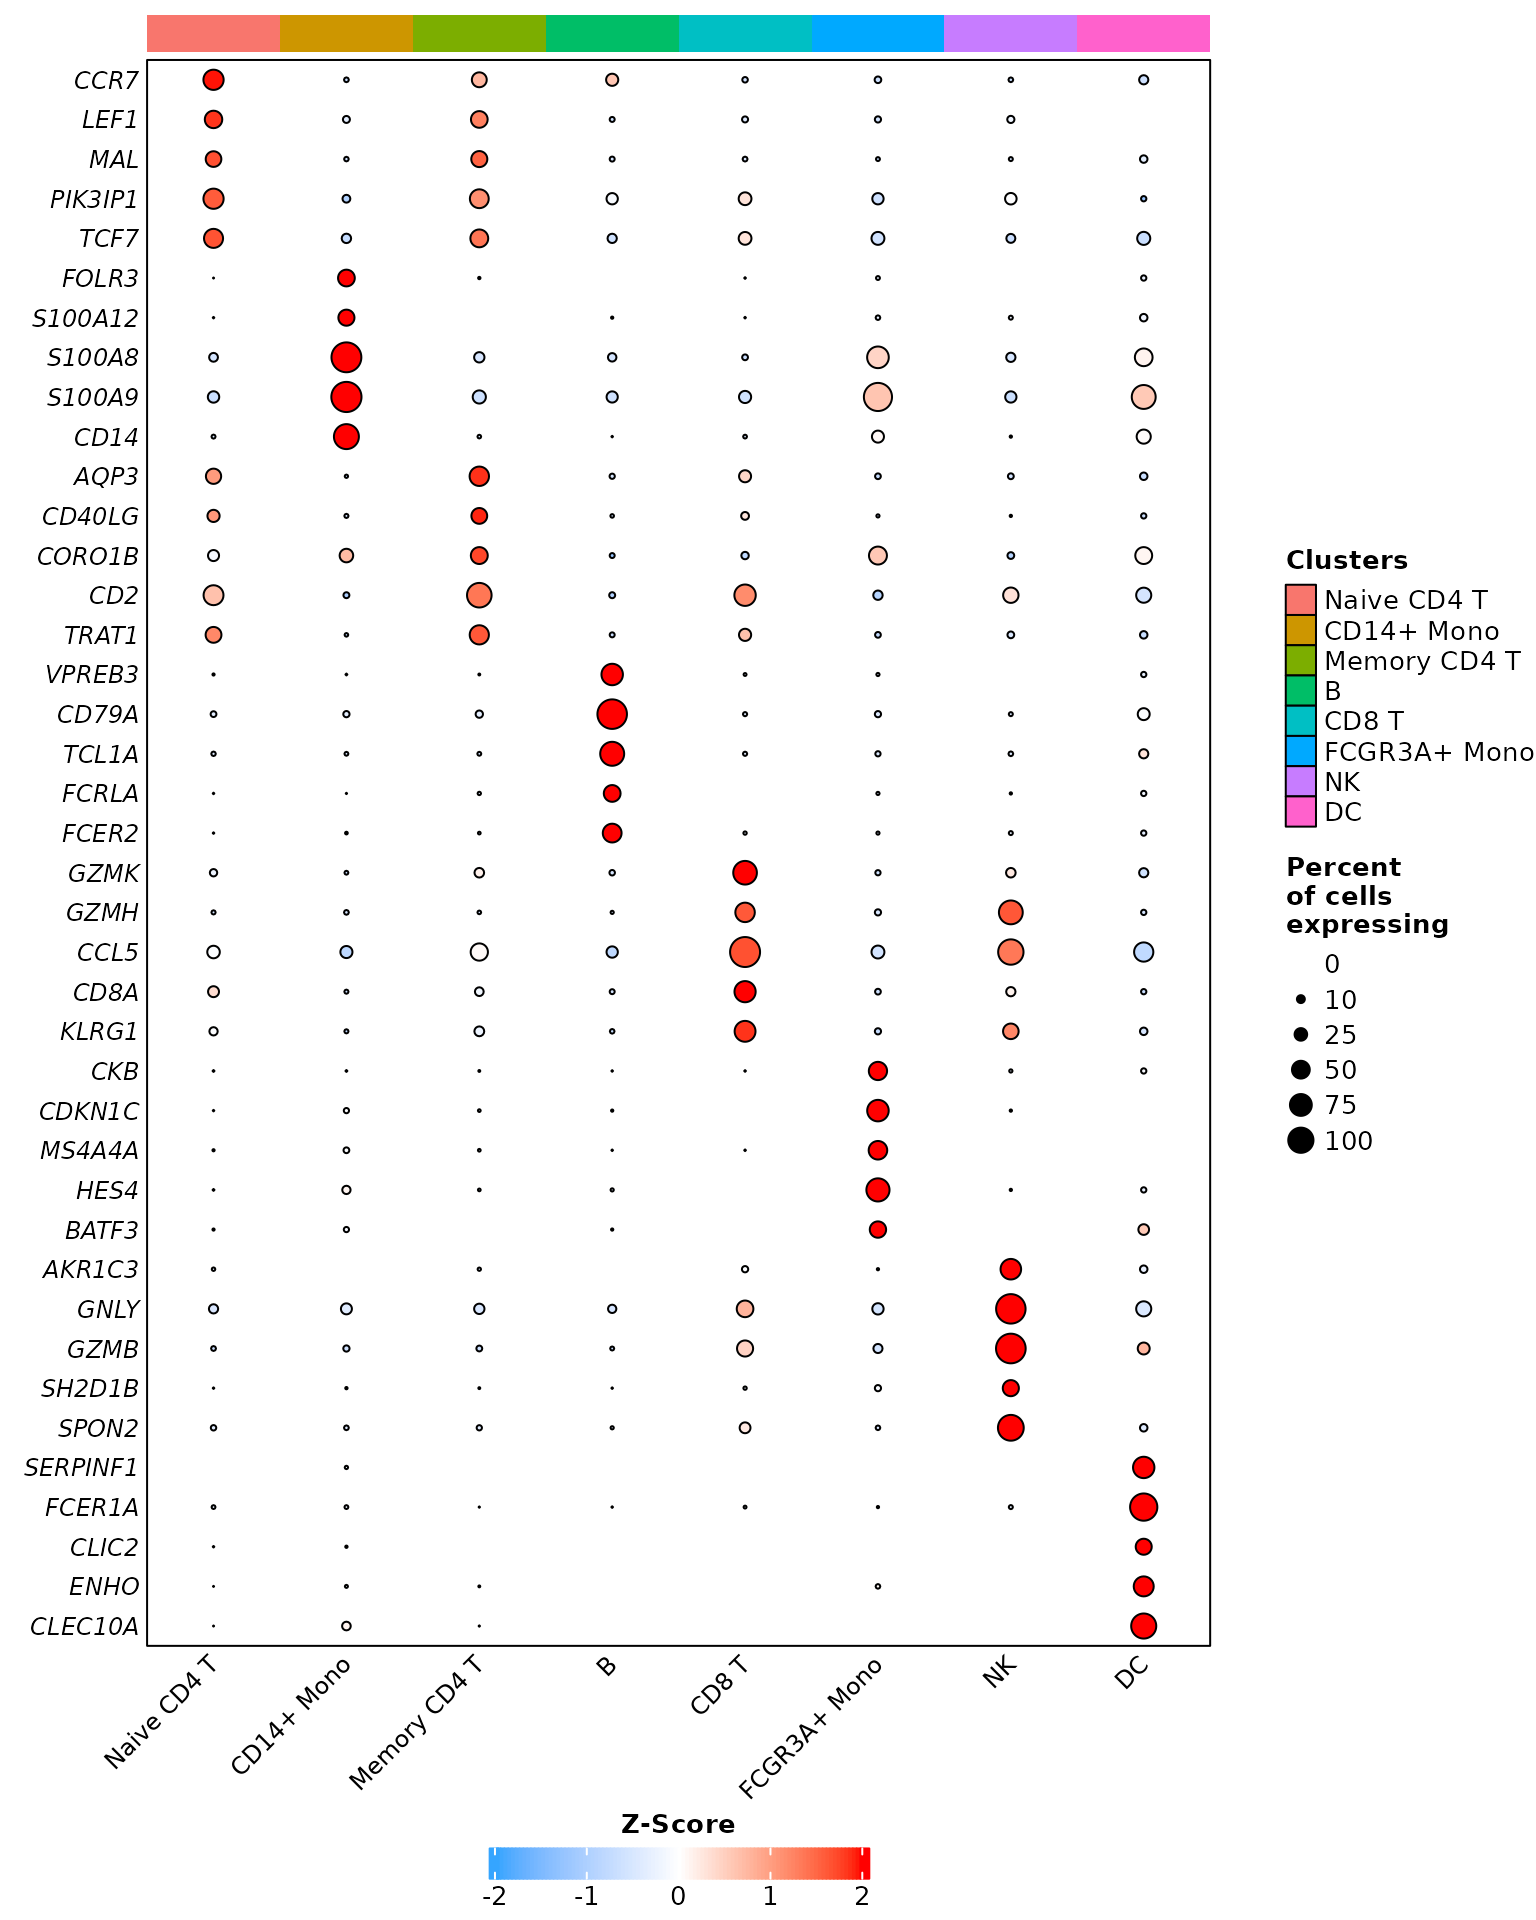 CCR7
LEF1
MAL
PIK3IP1
TCF7
FOLR3
S100A12
S100A8
S100A9
CD14
AQP3
CD40LG
CORO1B
CD2
TRAT1
VPREB3
CD79A
TCL1A
FCRLA
FCER2
GZMK
GZMH
CCL5
CD8A
KLRG1
CKB
CDKN1C
MS4A4A
HES4
BATF3
AKR1C3
GNLY
GZMB
SH2D1B
SPON2
SERPINF1
FCER1A
CLIC2
ENHO
CLEC10A
Naive CD4 T
CD14+ Mono
Memory CD4 T
B
CD8 T
FCGR3A+ Mono
NK
DC
Clusters
Naive CD4 T
CD14+ Mono
Memory CD4 T
B
CD8 T
FCGR3A+ Mono
NK
DC
Percent
of cells
expressing
0
10
25
50
75
100
Z-Score
-2 -1 0 1 2